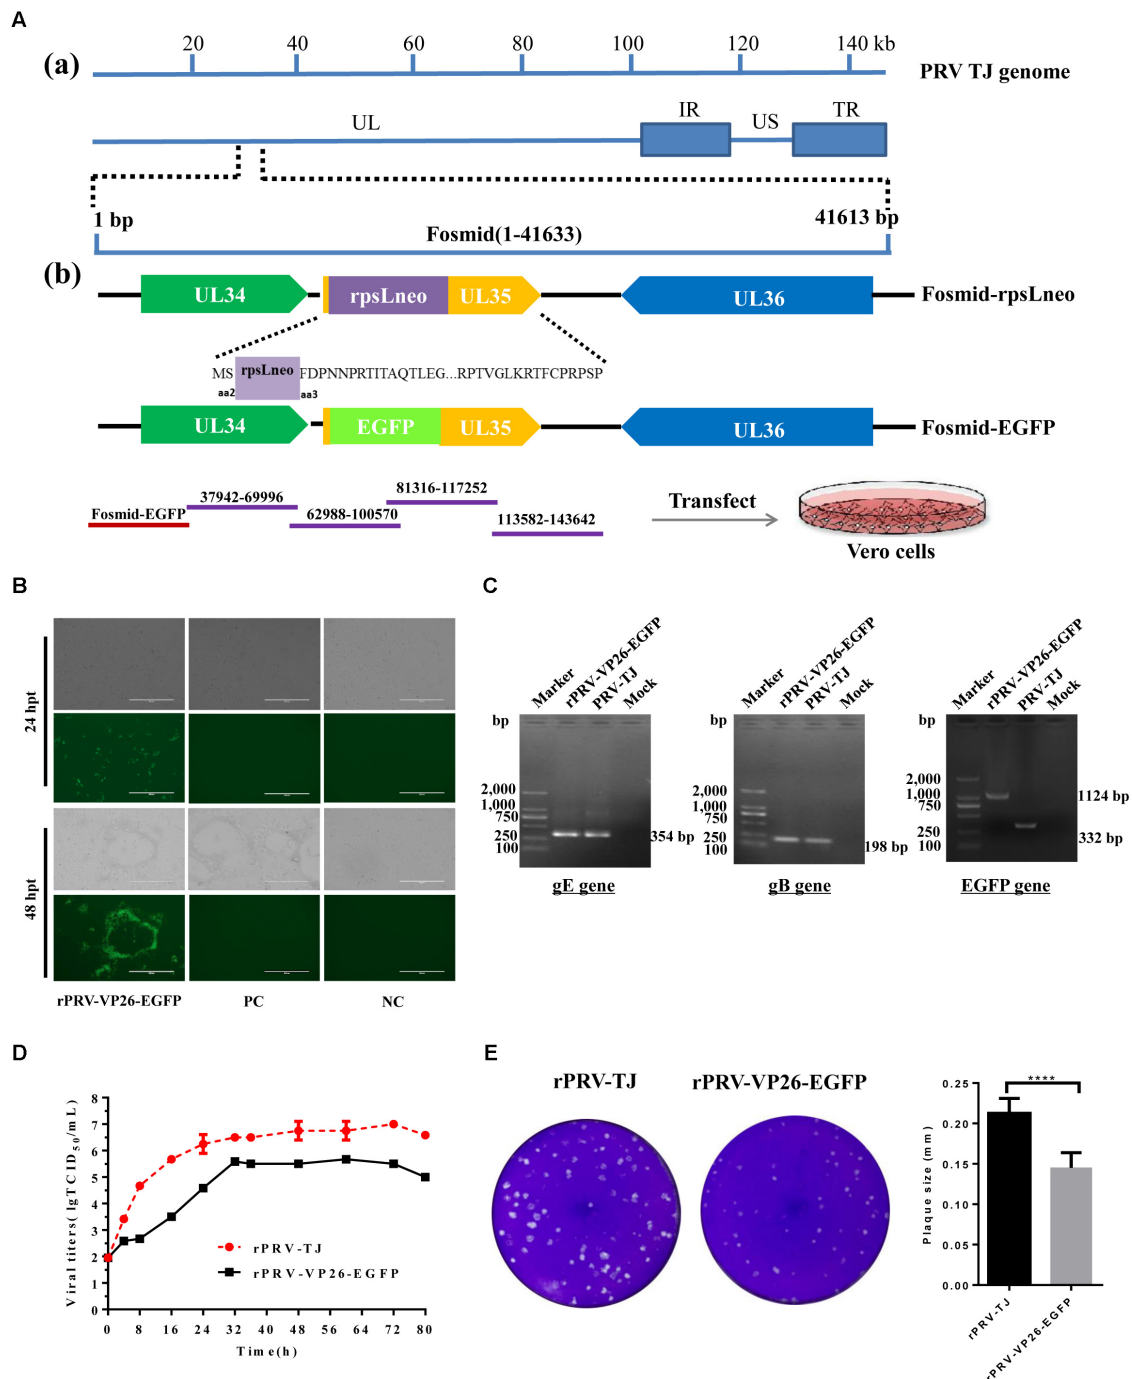 A
(a)
20 40 60 80 100 120 140 kb
PRV TJ genome
UL IR US TR
1 bp 41613 bp
Fosmid(1-41633)
(b)
UL34 rpsLneo UL35 UL36 Fosmid-rpsLneo
MS rpsLneo FDPNNPRTITAQTLEG...RPTVGLKRTFCPRPSP
aa2 aa3
UL34 EGFP UL35 UL36 Fosmid-EGFP
Fosmid-EGFP 37942-69996 62988-100570 81316-117252 113582-143642
Transfect
Vero cells
B
24 hpt
48 hpt
rPRV-VP26-EGFP PC NC
C
bp Marker rPRV-VP26-EGFP PRV-TJ Mock
2,000
1,000
750
250
100
354 bp
gE gene
bp Marker rPRV-VP26-EGFP PRV-TJ Mock
2,000
1,000
750
250
100
198 bp
gB gene
bp Marker rPRV-VP26-EGFP PRV-TJ Mock
2,000
1,000
750
250
100
1124 bp
332 bp
EGFP gene
D
Viral titers( lgTCID50/mL)
8
7
6
5
4
3
2
1
0
rPRV-TJ
rPRV-VP26-EGFP
0 8 16 24 32 40 48 56 64 72 80
Time(h)
E
rPRV-TJ rPRV-VP26-EGFP
Plaque size (mm)
0.25
0.20
0.15
0.10
0.05
0.00
****
rPRV-TJ
rPRV-VP26-EGFP